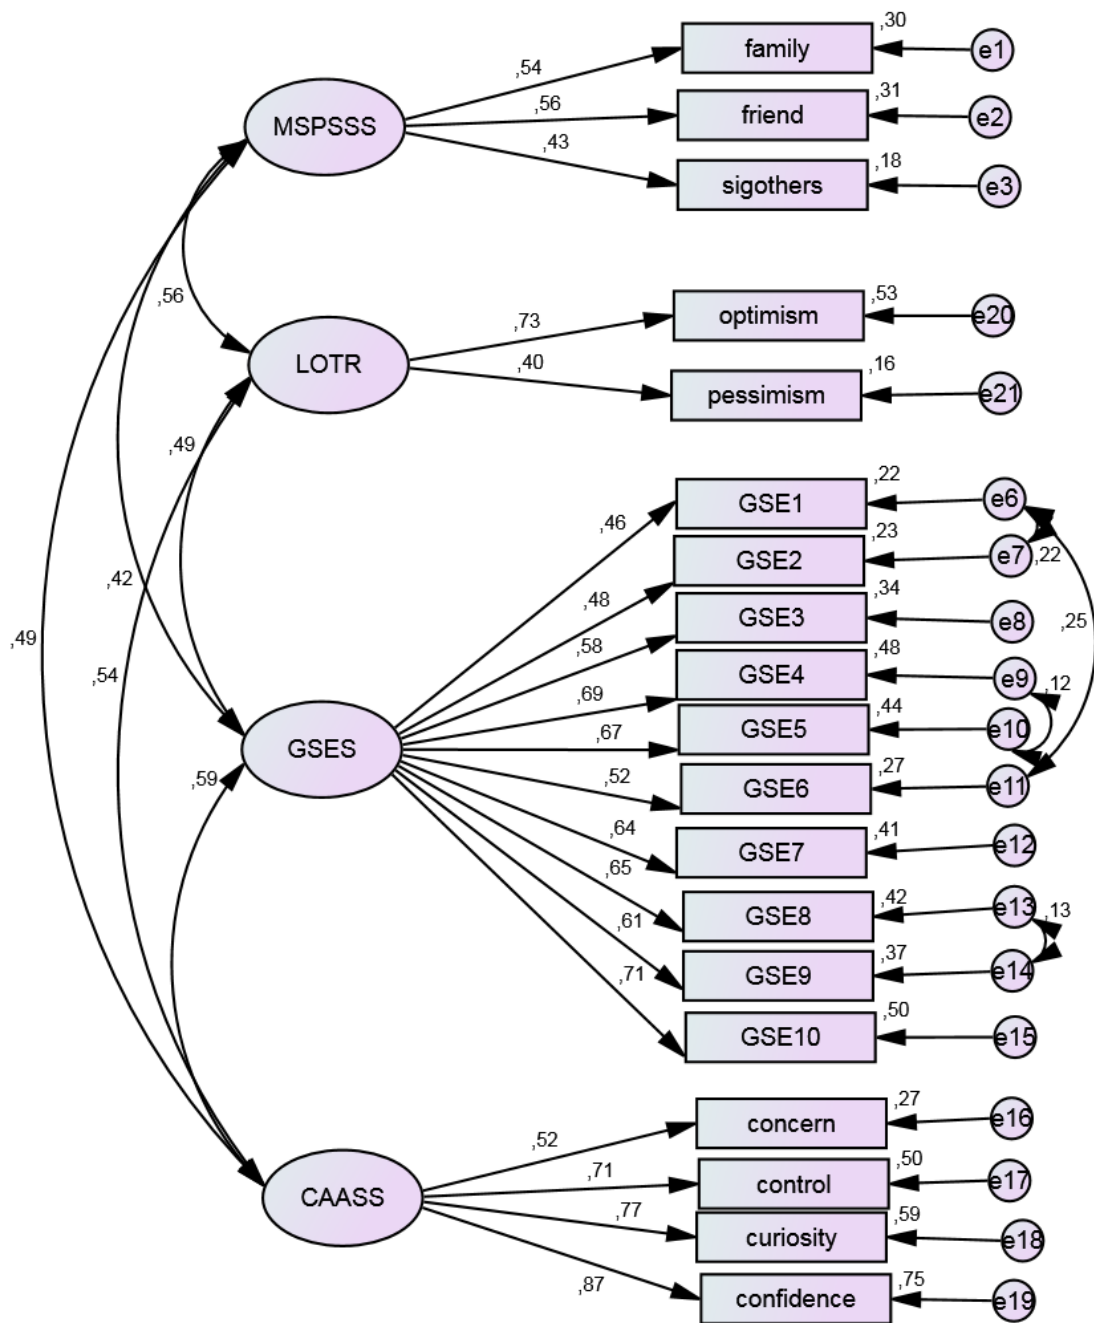 ,30
family
e1
,54
,31
MSPSSS
,56
friend
e2
,43
,18
sigothers
e3
,56
,53
,73
optimism
e20
LOTR
,40
,16
pessimism
e21
,49
,22
GSE1
e6
,46
,23
GSE2
e7
,22
,42
,48
,34
GSE3
e8
,49
,25
,58
,48
GSE4
e9
,12
,54
,69
,44
GSE5
e10
GSES
,67
,59
,52
,27
GSE6
e11
,64
,41
GSE7
e12
,65
,42
GSE8
e13
,13
,61
,37
GSE9
e14
,71
,50
GSE10
e15
,27
concern
e16
,52
,50
control
e17
CAASS
,71
,77
,59
curiosity
e18
,87
,75
confidence
e19